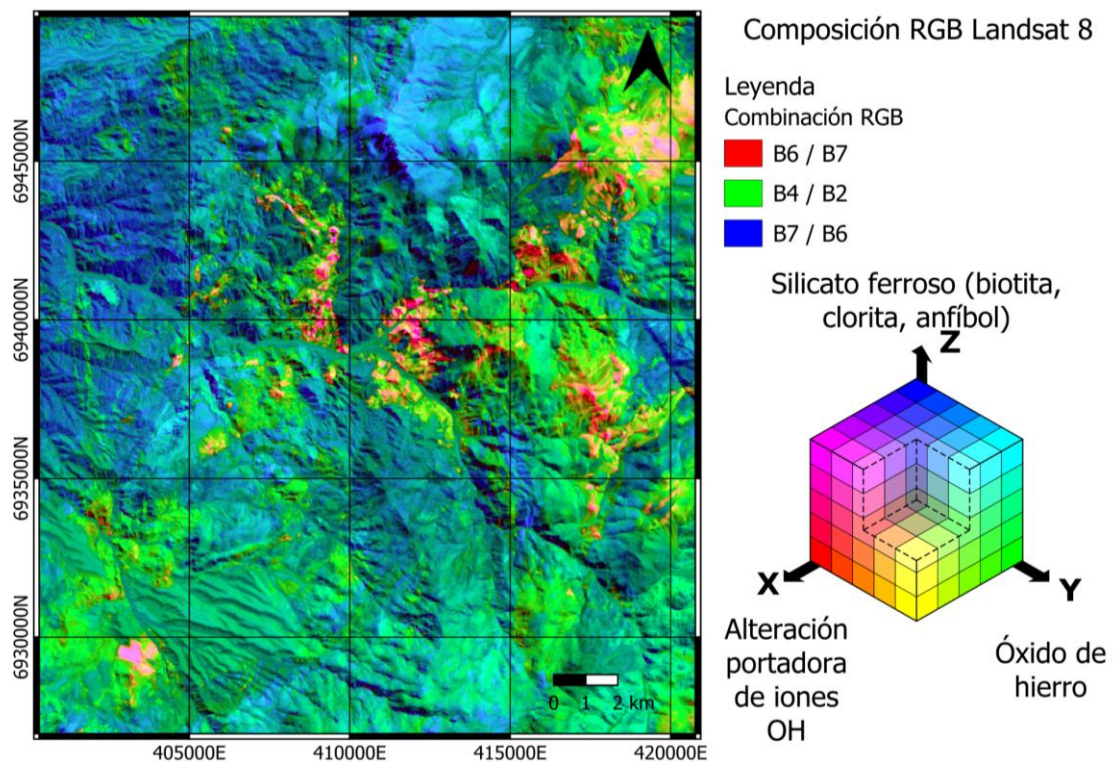 Composición RGB Landsat 8
Leyenda
Combinación RGB
B6 / B7
B4 / B2
B7 / B6
Silicato ferroso (biotita,
clorita, anfíbol)
Z
X
Y
Alteración
portadora
de iones
OH
Óxido de
hierro
6945000N
6940000N
6935000N
6930000N
0 1 2 km
405000E 410000E 415000E 420000E